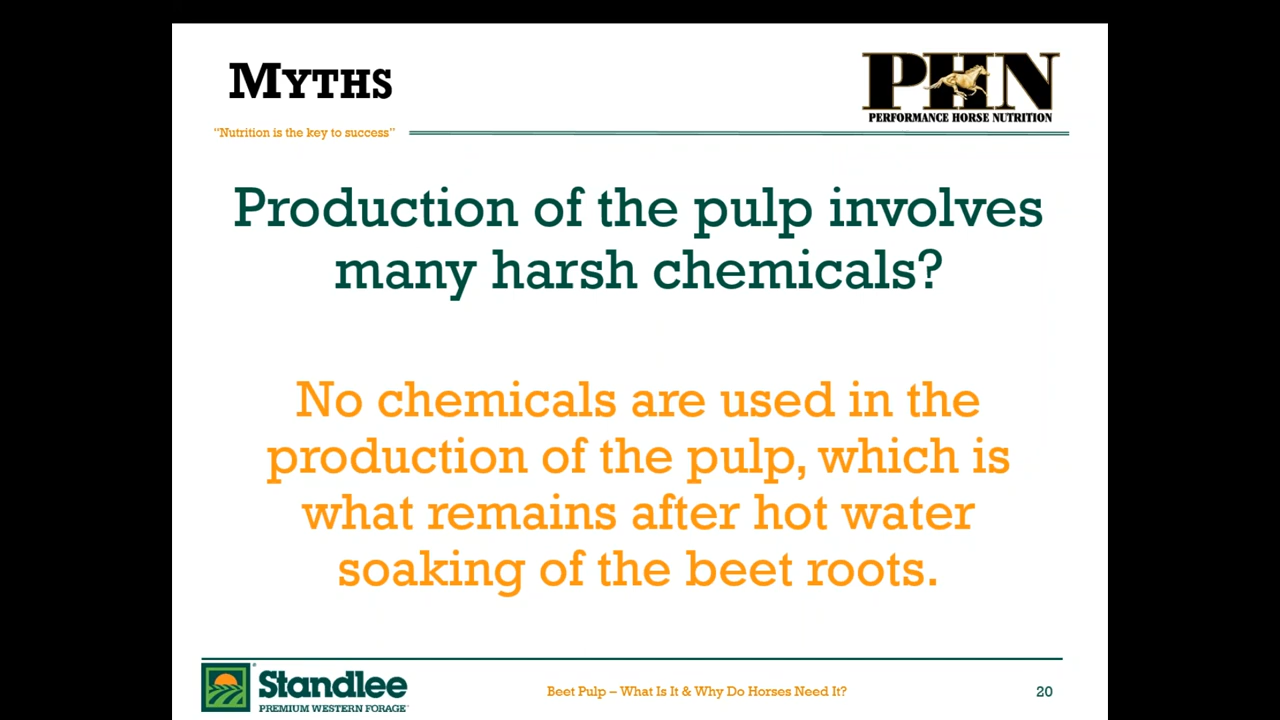 MYTHS
PHN
PERFORMANCE HORSE NUTRITION
"Nutrition is the key to success"
Production of the pulp involves
many harsh chemicals?
No chemicals are used in the
production of the pulp, which is
what remains after hot water
soaking of the beet roots.
Standlee
PREMIUM WESTERN FORAGE
Beet Pulp – What Is It & Why Do Horses Need It?
20